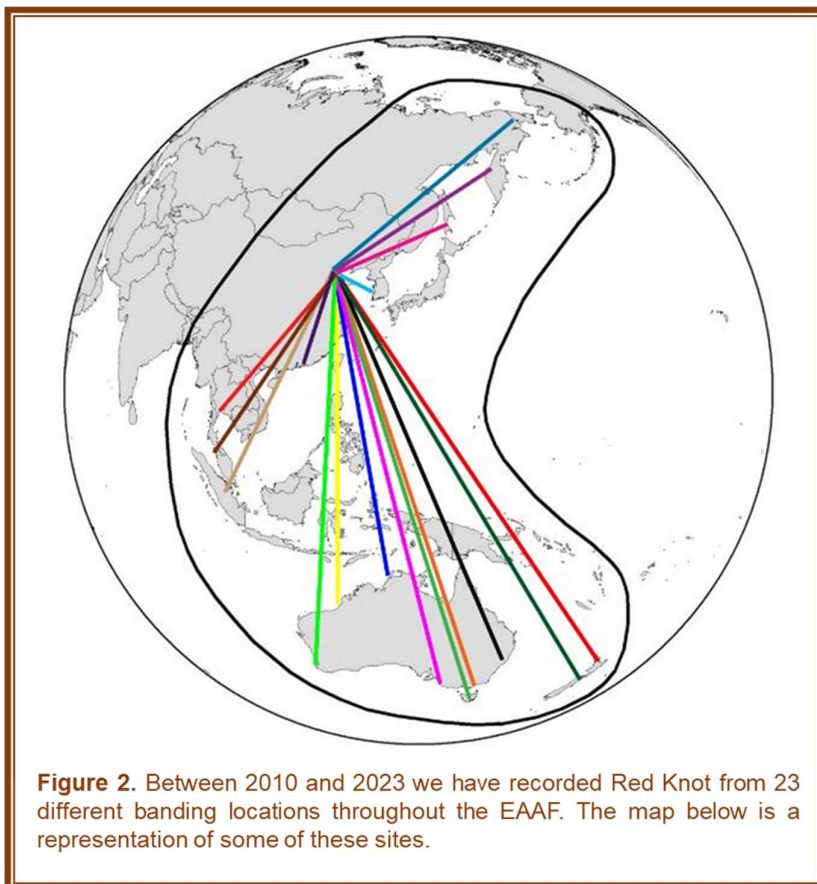 Figure 2. Between 2010 and 2023 we have recorded Red Knot from 23
different banding locations throughout the EAAF. The map below is a
representation of some of these sites.